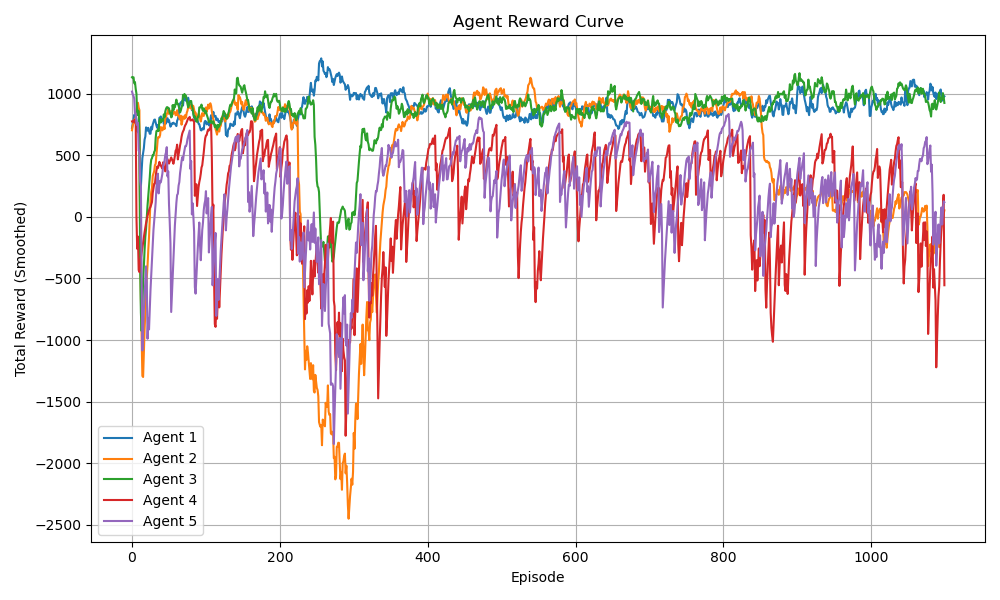 Agent Reward Curve
Total Reward (Smoothed)
1000
500
0
−500
−1000
−1500
−2000
−2500
Agent 1
Agent 2
Agent 3
Agent 4
Agent 5
0 200 400 600 800 1000
Episode